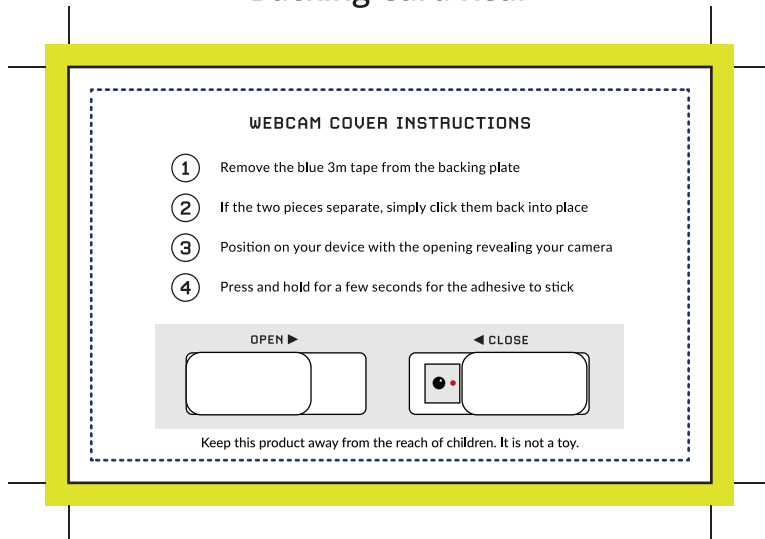 WEBCAM COVER INSTRUCTIONS
1 Remove the blue 3m tape from the backing plate
2 If the two pieces separate, simply click them back into place
3 Position on your device with the opening revealing your camera
4 Press and hold for a few seconds for the adhesive to stick
OPEN ▶ ◀ CLOSE
Keep this product away from the reach of children. It is not a toy.